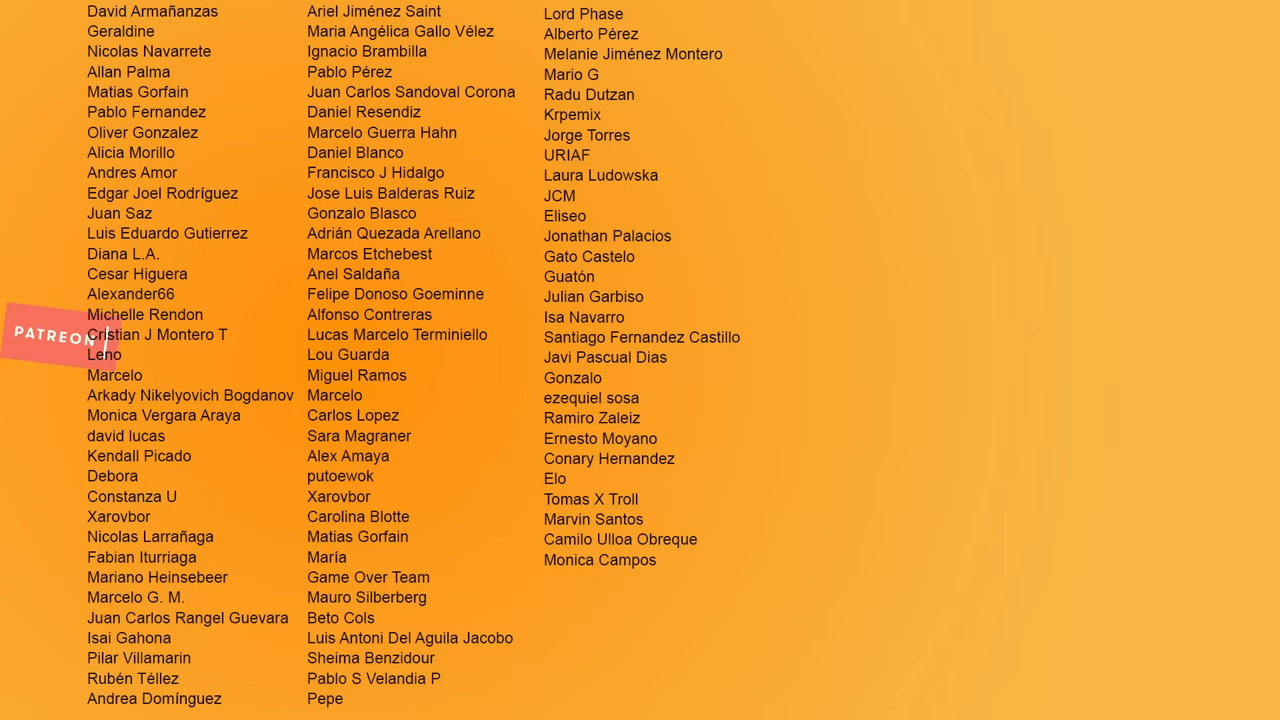 David Armañanzas
Geraldine
Nicolas Navarrete
Allan Palma
Matias Gorfain
Pablo Fernandez
Oliver Gonzalez
Alicia Morillo
Andres Amor
Edgar Joel Rodríguez
Juan Saz
Luis Eduardo Gutierrez
Diana L.A.
Cesar Higuera
Alexander66
Michelle Rendon
PATREON
Cristian J Montero T
Leño
Marcelo
Arkady Nikelyovich Bogdanov
Monica Vergara Araya
david lucas
Kendall Picado
Debora
Constanza U
Xarovbor
Nicolas Larrañaga
Fabian Iturriaga
Mariano Heinsebeer
Marcelo G. M.
Juan Carlos Rangel Guevara
Isai Gahona
Pilar Villamarin
Rubén Téllez
Andrea Domínguez
Ariel Jiménez Saint
Maria Angélica Gallo Vélez
Ignacio Brambilla
Pablo Pérez
Juan Carlos Sandoval Corona
Daniel Resendiz
Marcelo Guerra Hahn
Daniel Blanco
Francisco J Hidalgo
Jose Luis Balderas Ruiz
Gonzalo Blasco
Adrián Quezada Arellano
Marcos Etchebest
Anel Saldaña
Felipe Donoso Goeminne
Alfonso Contreras
Lucas Marcelo Terminiello
Lou Guarda
Miguel Ramos
Marcelo
Carlos Lopez
Sara Magraner
Alex Amaya
putoewok
Xarovbor
Carolina Blotte
Matias Gorfain
María
Game Over Team
Mauro Silberberg
Beto Cols
Luis Antoni Del Aguila Jacobo
Sheima Benzidour
Pablo S Velandia P
Pepe
Lord Phase
Alberto Pérez
Melanie Jiménez Montero
Mario G
Radu Dutzan
Krpemix
Jorge Torres
URIAF
Laura Ludowska
JCM
Eliseo
Jonathan Palacios
Gato Castelo
Guatón
Julian Garbiso
Isa Navarro
Santiago Fernandez Castillo
Javi Pascual Dias
Gonzalo
ezequiel sosa
Ramiro Zaleiz
Ernesto Moyano
Conary Hernandez
Elo
Tomas X Troll
Marvin Santos
Camilo Ulloa Obreque
Monica Campos